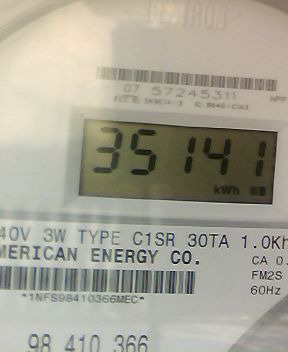 CENTRON
07 57245311
35141
kWh
40V 3W TYPE C1SR 30TA 1.0Kh
MERICAN ENERGY CO.
CA 0.
FM2S
60Hz
*1NFS98410366MEC*
98 410 366